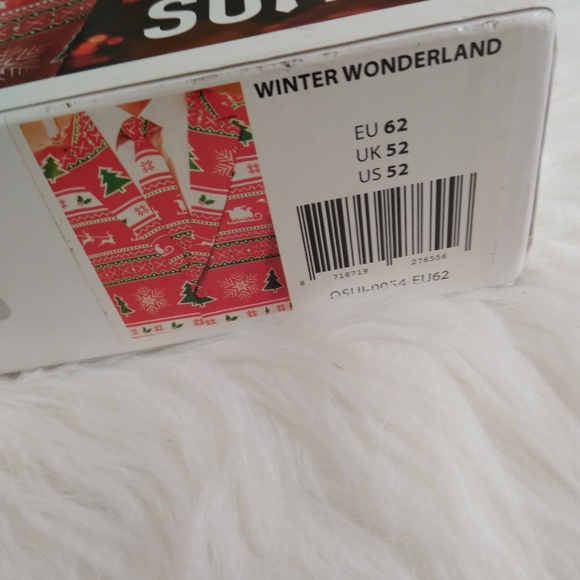 WINTER WONDERLAND
EU 62
UK 52
US 52
8 718719 276556
OSUI-0034 EU62